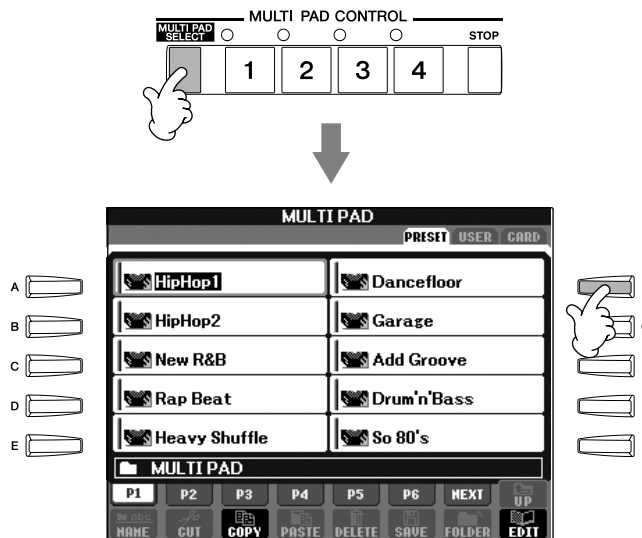 MULTI PAD CONTROL
MULTI PAD
SELECT
STOP
1 2 3 4
MULTI PAD
PRESET USER CARD
A
HipHop1 Dancefloor
B
HipHop2 Garage
C
New R&B Add Groove
D
Rap Beat Drum'n'Bass
E
Heavy Shuffle So 80's
MULTI PAD
P1 P2 P3 P4 P5 P6 NEXT UP
NAME CUT COPY PASTE DELETE SAVE FOLDER EDIT